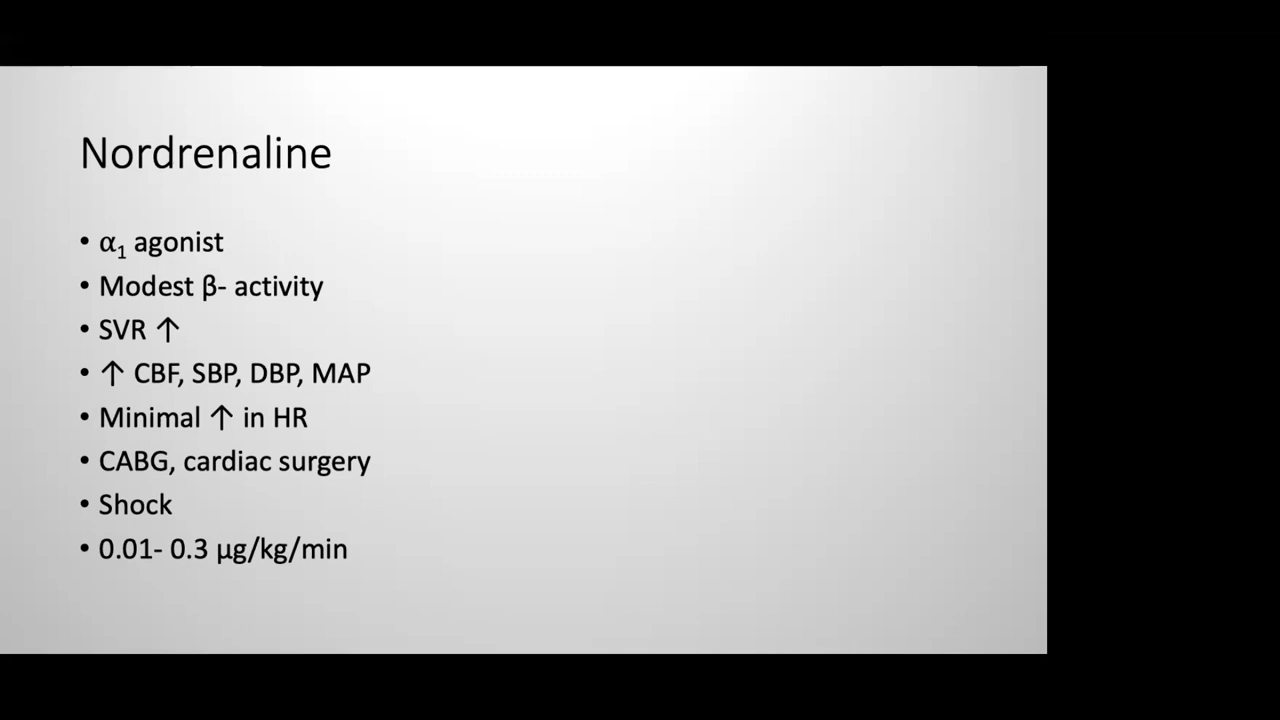 Nordrenaline
• α₁ agonist
• Modest β- activity
• SVR ↑
• ↑ CBF, SBP, DBP, MAP
• Minimal ↑ in HR
• CABG, cardiac surgery
• Shock
• 0.01- 0.3 μg/kg/min